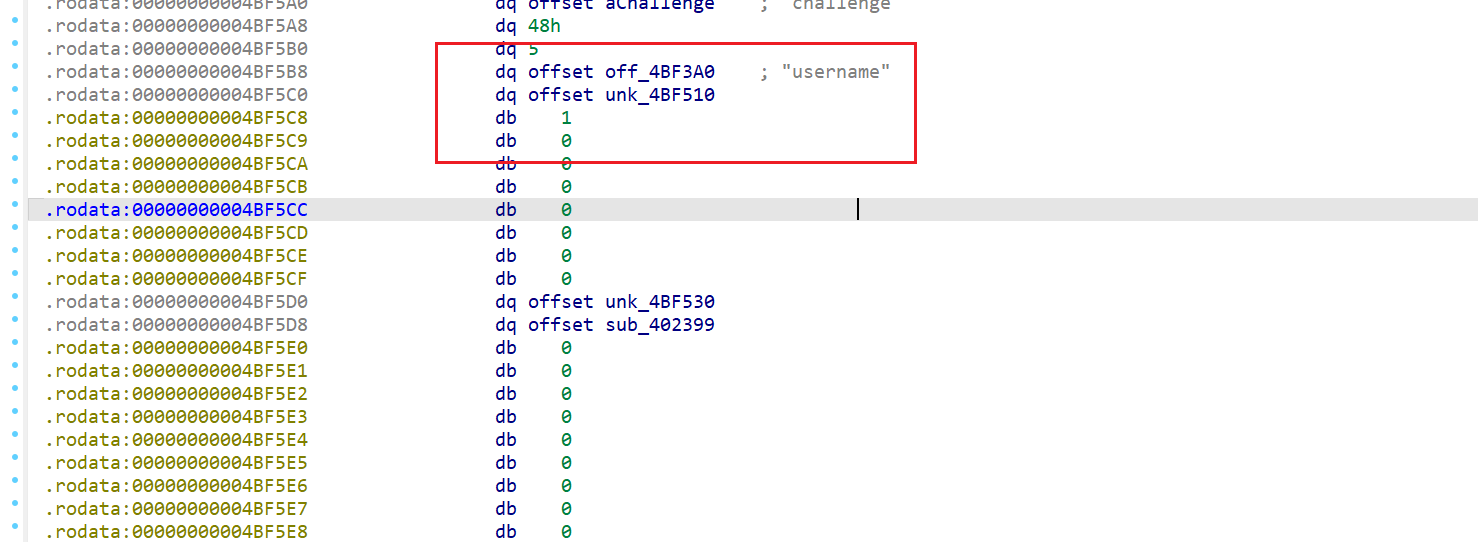 .rodata:00000000004BF5A0 dq offset aChallenge ; "challenge
.rodata:00000000004BF5A8 dq 48h
.rodata:00000000004BF5B0 dq 5
.rodata:00000000004BF5B8 dq offset off_4BF3A0 ; "username"
.rodata:00000000004BF5C0 dq offset unk_4BF510
.rodata:00000000004BF5C8 db 1
.rodata:00000000004BF5C9 db 0
.rodata:00000000004BF5CA db 0
.rodata:00000000004BF5CB db 0
.rodata:00000000004BF5CC db 0
.rodata:00000000004BF5CD db 0
.rodata:00000000004BF5CE db 0
.rodata:00000000004BF5CF db 0
.rodata:00000000004BF5D0 dq offset unk_4BF530
.rodata:00000000004BF5D8 dq offset sub_402399
.rodata:00000000004BF5E0 db 0
.rodata:00000000004BF5E1 db 0
.rodata:00000000004BF5E2 db 0
.rodata:00000000004BF5E3 db 0
.rodata:00000000004BF5E4 db 0
.rodata:00000000004BF5E5 db 0
.rodata:00000000004BF5E6 db 0
.rodata:00000000004BF5E7 db 0
.rodata:00000000004BF5E8 db 0